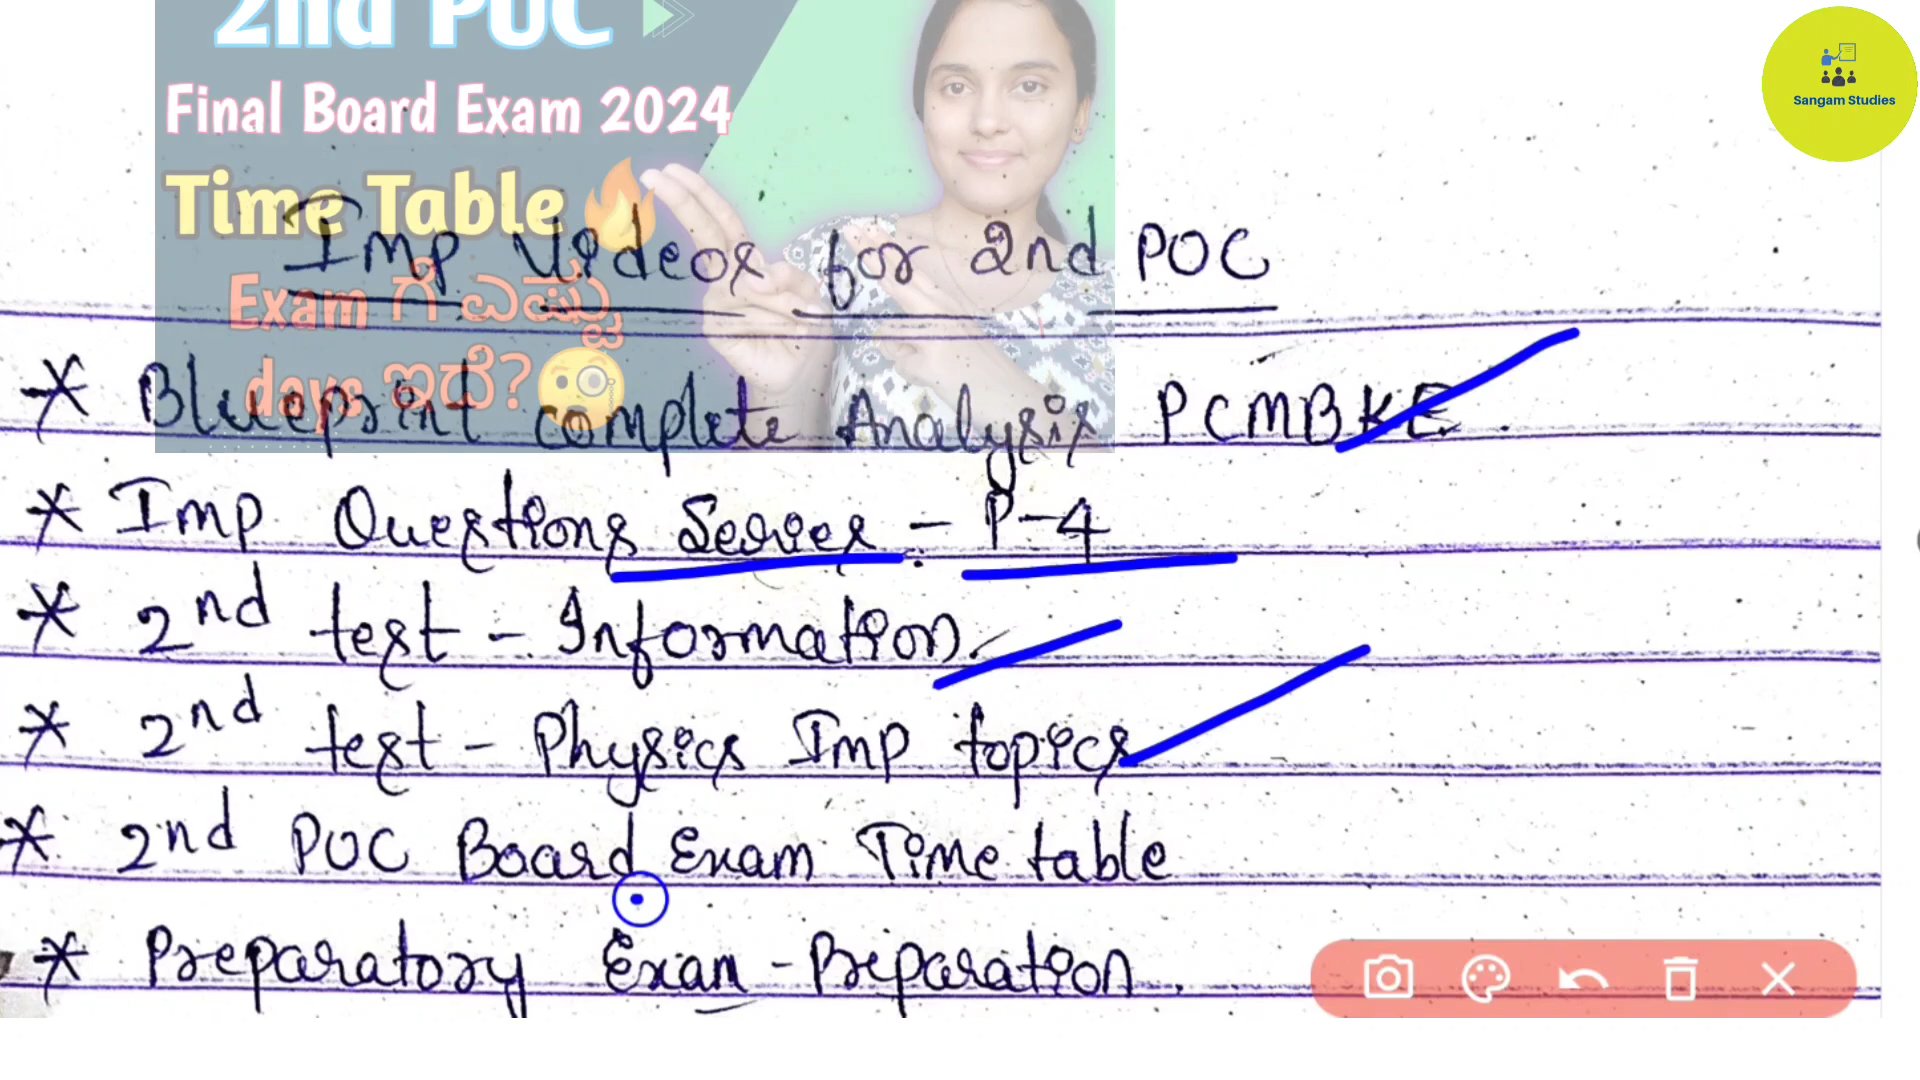 2nd PUC
Final Board Exam 2024
Time Table
Exam ಗೆ ಎಷ್ಟು
days ಇದೆ?
Sangam Studies
Imp Videos for 2nd PUC
* Blueprint complete Analysis PCMBKE.
* Imp Questions Series - P-4
* 2nd test - Information.
* 2nd test - Physics Imp topics
* 2nd PUC Board Exam Time table
* Preparatory Exam - Preparation.